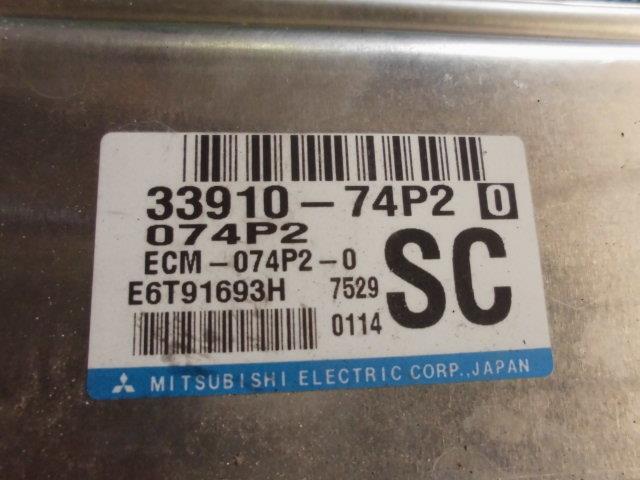 33910-74P2 0
074P2
ECM-074P2-0
SC
E6T91693H 7529
0114
MITSUBISHI ELECTRIC CORP., JAPAN